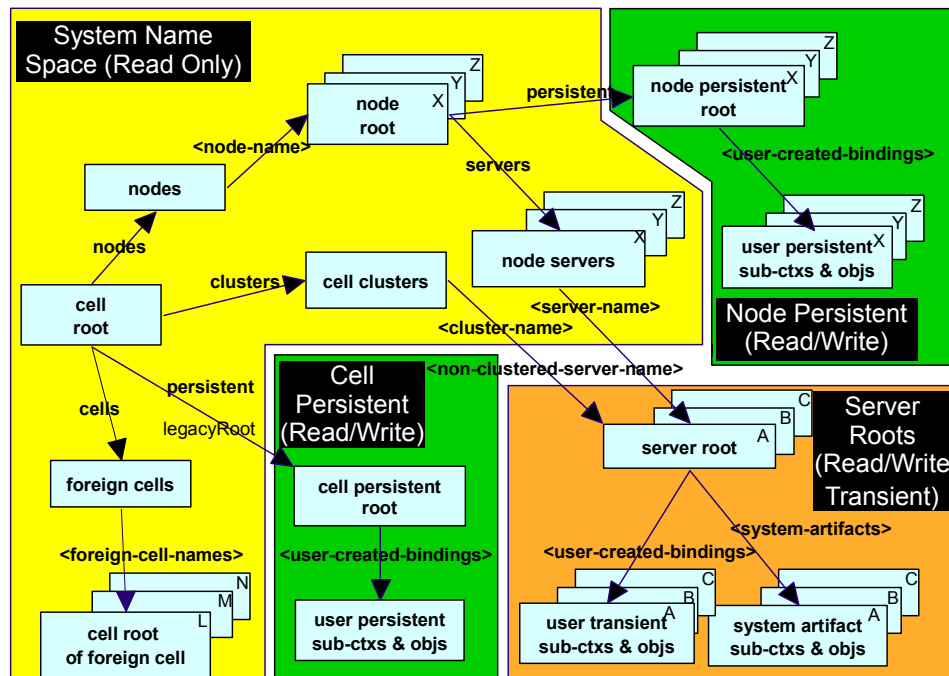 System Name
Space (Read Only)
Z
Y
X
node
root
persistent
Z
Y
X
node persistent
root
<node-name>
servers
<user-created-bindings>
nodes
Z
Y
X
node servers
Z
Y
X
user persistent
sub-ctxs & objs
nodes
clusters
cell clusters
cell
root
<server-name>
<cluster-name>
Node Persistent
(Read/Write)
<non-clustered-server-name>
persistent
legacyRoot
cells
Cell
Persistent
(Read/Write)
C
B
A
server root
Server
Roots
(Read/Write
Transient)
foreign cells
cell persistent
root
<system-artifacts>
<foreign-cell-names>
<user-created-bindings>
<user-created-bindings>
N
M
L
cell root
of foreign cell
user persistent
sub-ctxs & objs
C
B
A
user transient
sub-ctxs & objs
C
B
A
system artifact
sub-ctxs & objs